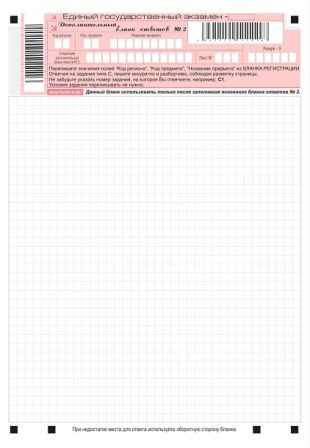 Единый государственный экзамен -
Дополнительный
бланк ответов № 2
Код региона Код предмета Название предмета
Резерв - 9
Следующий
дополнительный
бланк ответов № 2
Лист №
Перепишите значения полей "Код региона", "Код предмета", "Название предмета" из БЛАНКА РЕГИСТРАЦИИ.
Отвечая на задания типа С, пишите аккуратно и разборчиво, соблюдая разметку страницы.
Не забудьте указать номер задания, на которое Вы отвечаете, например, С1.
Условия задания переписывать не нужно.
ВНИМАНИЕ! Данный бланк использовать только после заполнения основного бланка ответов № 2.
При недостатке места для ответа используйте оборотную сторону бланка